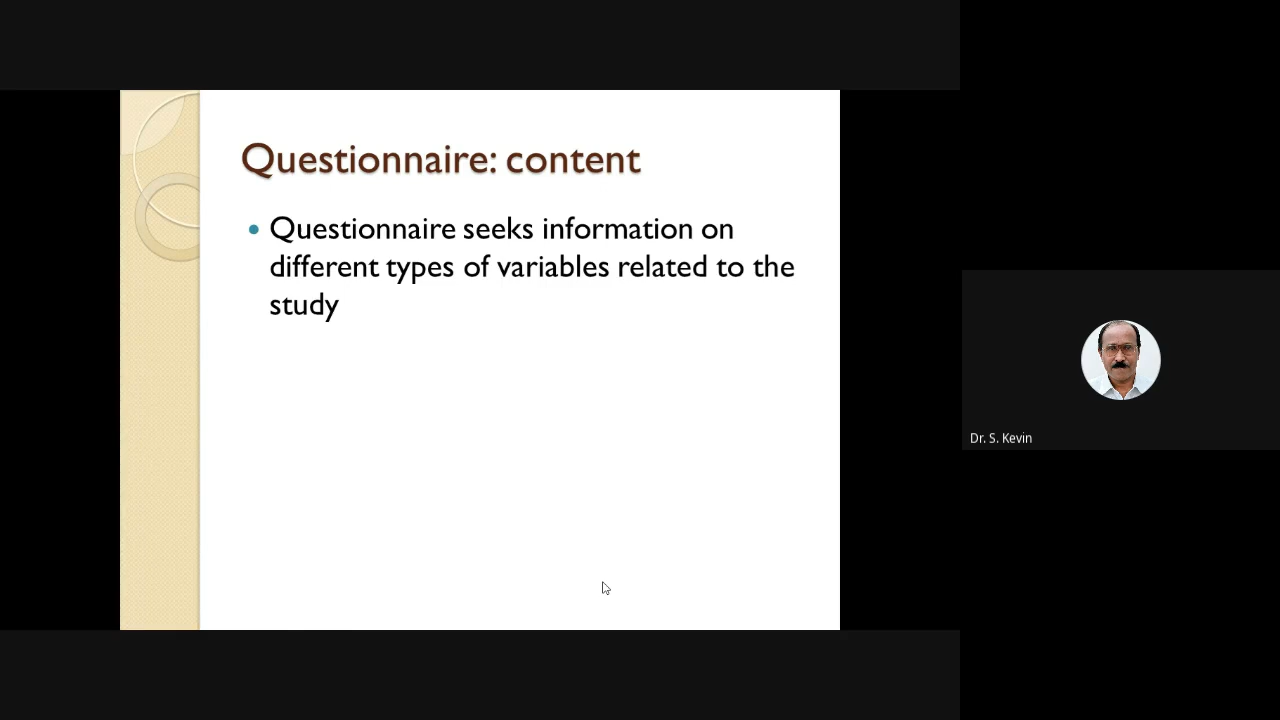 Questionnaire: content
Questionnaire seeks information on
different types of variables related to the
study
Dr. S. Kevin